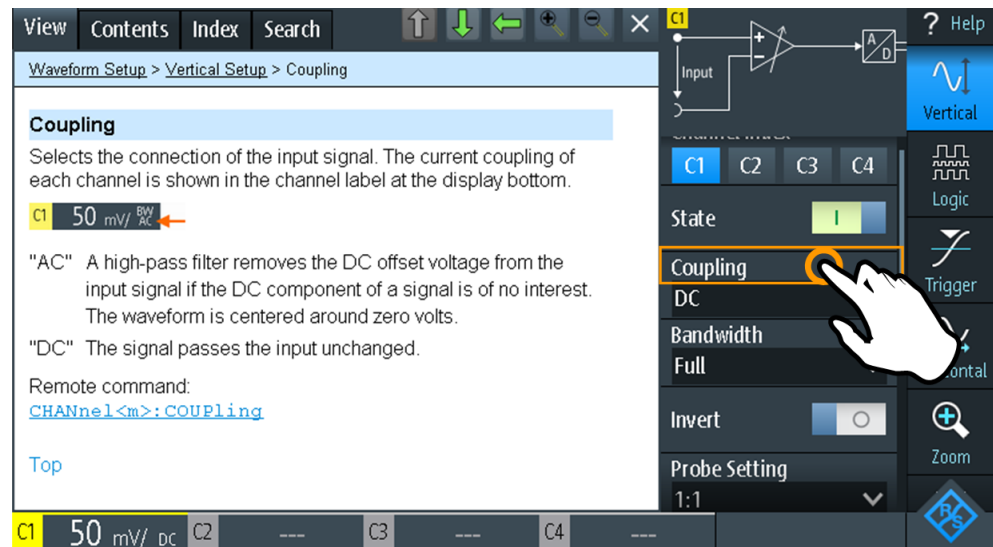 View Contents Index Search
Waveform Setup > Vertical Setup > Coupling
Coupling
Selects the connection of the input signal. The current coupling of
each channel is shown in the channel label at the display bottom.
C1 50 mV/ BW AC
"AC" A high-pass filter removes the DC offset voltage from the
input signal if the DC component of a signal is of no interest.
The waveform is centered around zero volts.
"DC" The signal passes the input unchanged.
Remote command:
CHANnel<m>:COUPling
Top
C1
Input
+
-
A/D
C1 C2 C3 C4
State I
Coupling
DC
Bandwidth
Full
Invert O
Probe Setting
1:1
? Help
Vertical
Logic
Trigger
Zoom
R&S
C1 50 mV/ DC C2 --- C3 --- C4 ---